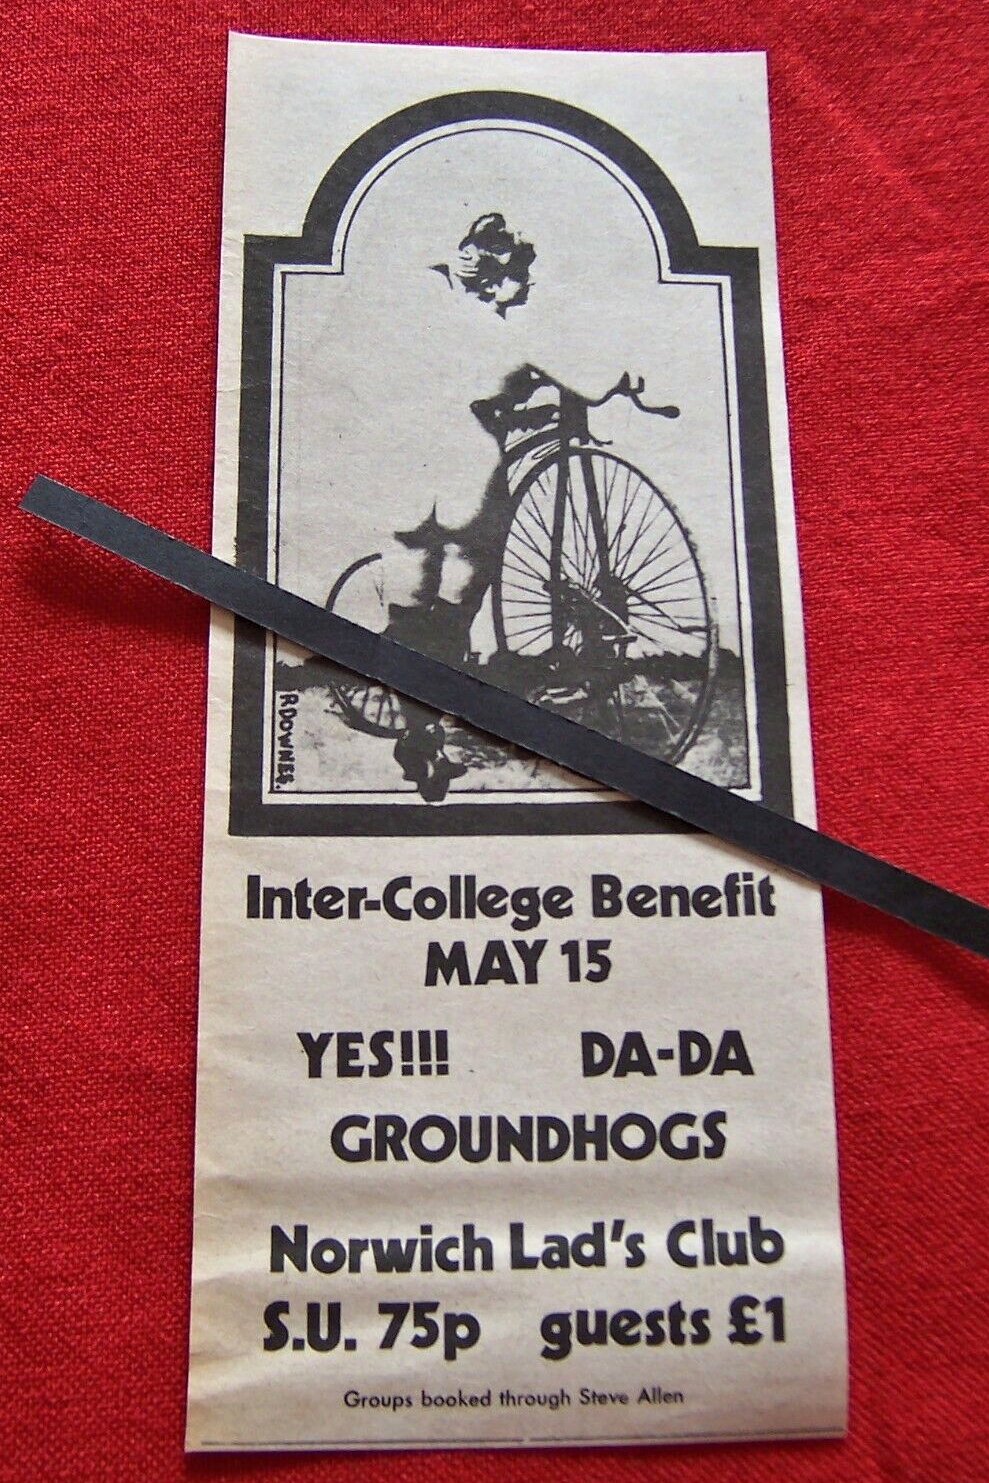 R DOWNES.
Inter-College Benefit
MAY 15
YES!!! DA-DA
GROUNDHOGS
Norwich Lad's Club
S.U. 75p guests £1
Groups booked through Steve Allen